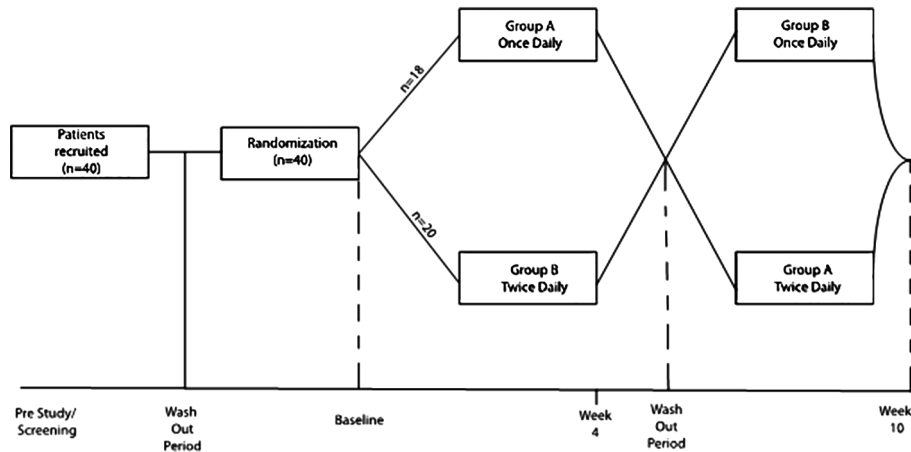 Patients
recruited
(n=40)
Randomization
(n=40)
n=18
n=20
Group A
Once Daily
Group B
Twice Daily
Group B
Once Daily
Group A
Twice Daily
Pre Study/
Screening
Wash
Out
Period
Baseline
Week
4
Wash
Out
Period
Week
10